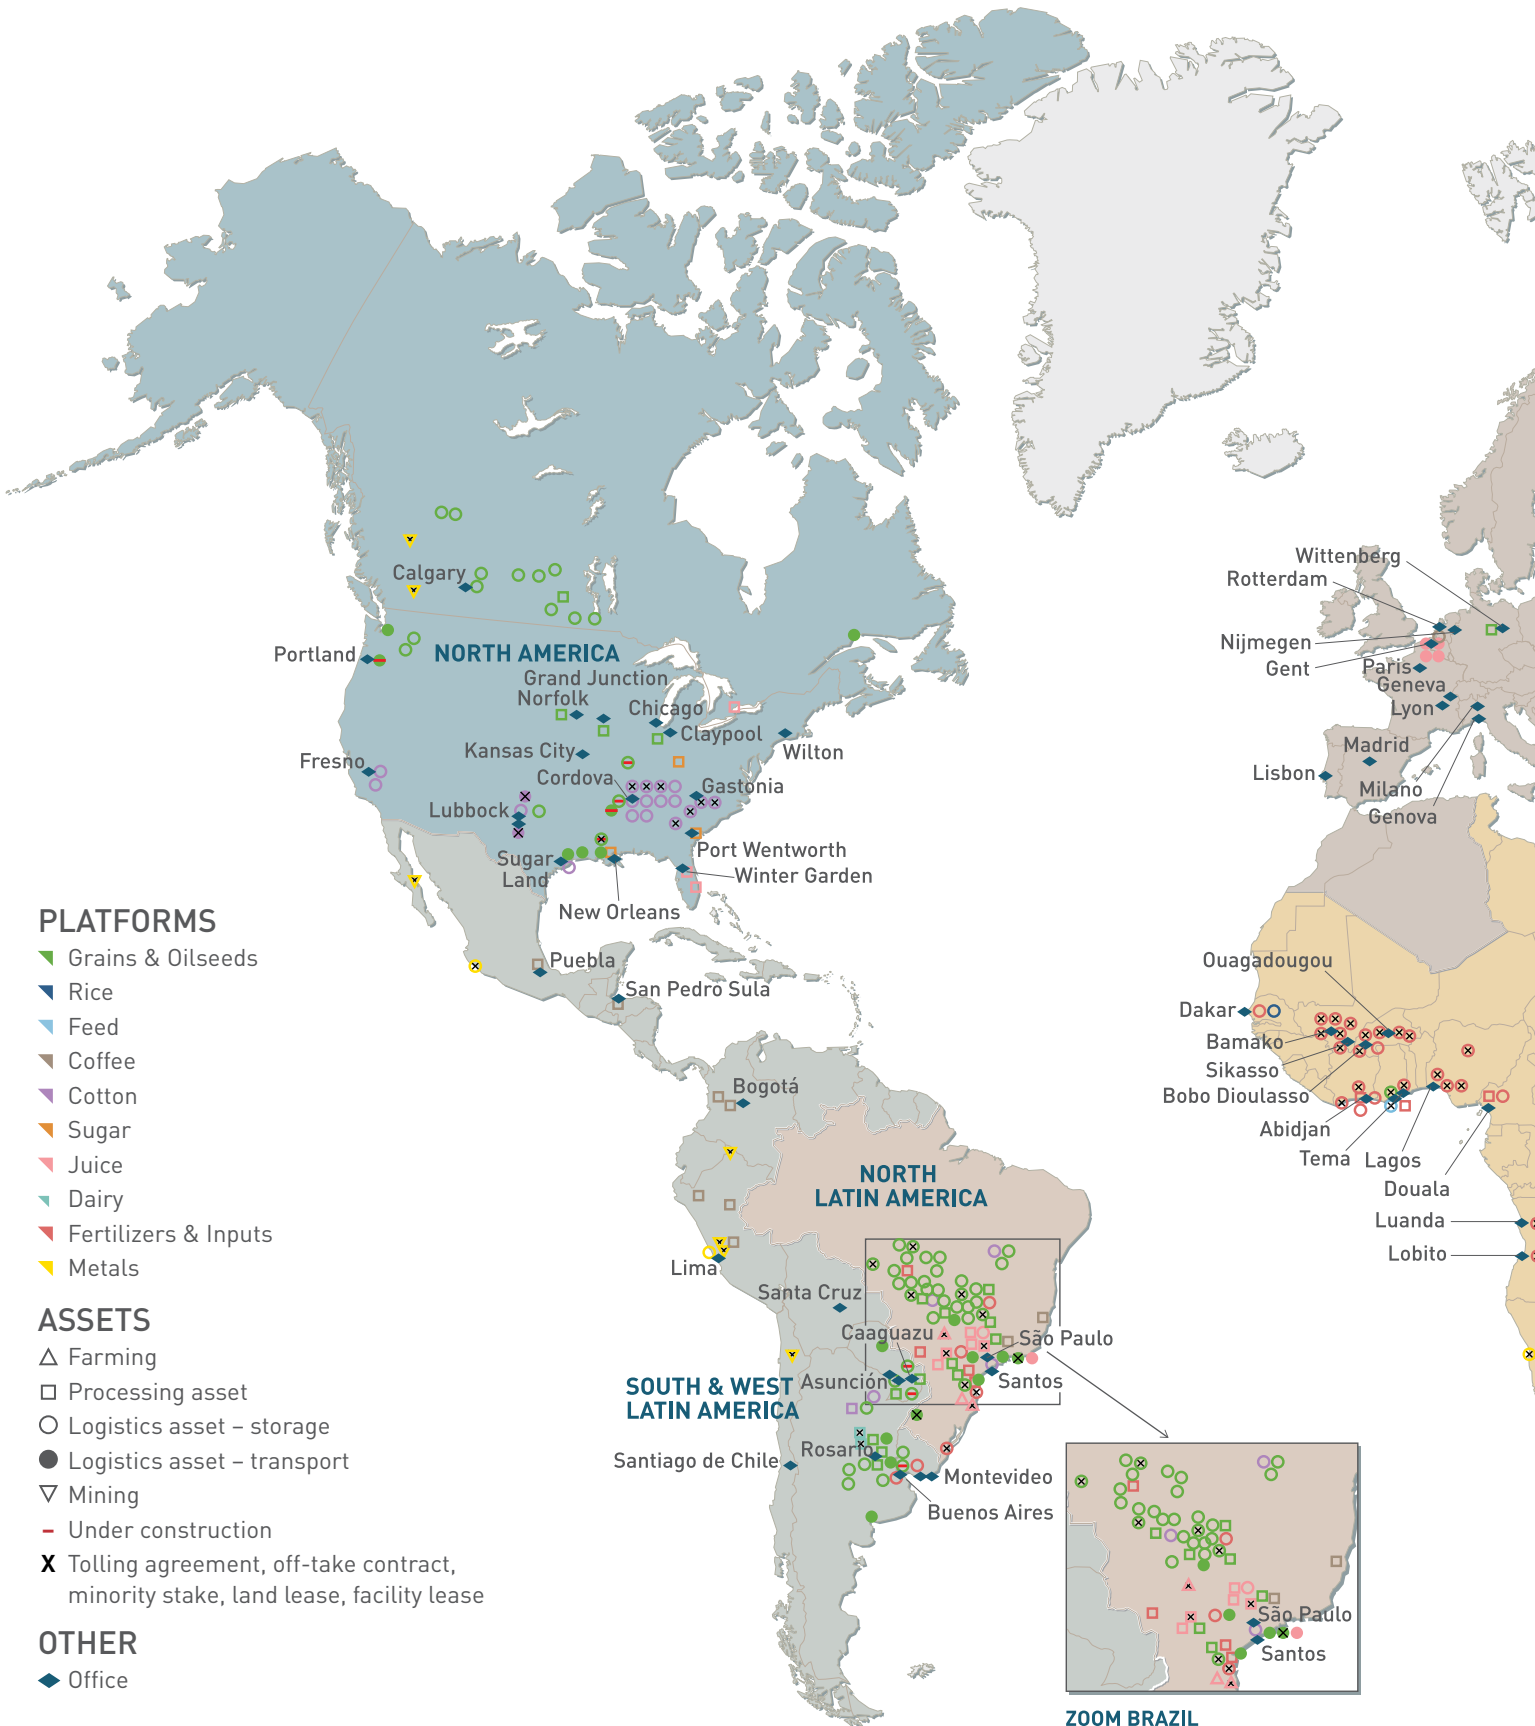 Wittenberg
Rotterdam
Calgary
Nijmegen
Portland
NORTH AMERICA
Gent
Paris
Grand Junction
Geneva
Norfolk
Chicago
Lyon
Claypool
Kansas City
Wilton
Madrid
Fresno
Cordova
Gastonia
Lisbon
Milano
Lubbock
Genova
Port Wentworth
Sugar
Land
Winter Garden
New Orleans
PLATFORMS
Grains & Oilseeds
Rice
Feed
Coffee
Cotton
Sugar
Juice
Dairy
Fertilizers & Inputs
Metals
ASSETS
Farming
Processing asset
Logistics asset – storage
Logistics asset – transport
Mining
Under construction
X Tolling agreement, off-take contract,
minority stake, land lease, facility lease
OTHER
Office
Puebla
San Pedro Sula
Ouagadougou
Dakar
Bamako
Sikasso
Bobo Dioulasso
Abidjan
Tema
Lagos
Douala
Luanda
Lobito
Bogotá
NORTH
LATIN AMERICA
Lima
Santa Cruz
Caaguazu
São Paulo
Asunción
Santos
SOUTH & WEST
LATIN AMERICA
Rosario
Santiago de Chile
Montevideo
Buenos Aires
São Paulo
Santos
ZOOM BRAZIL